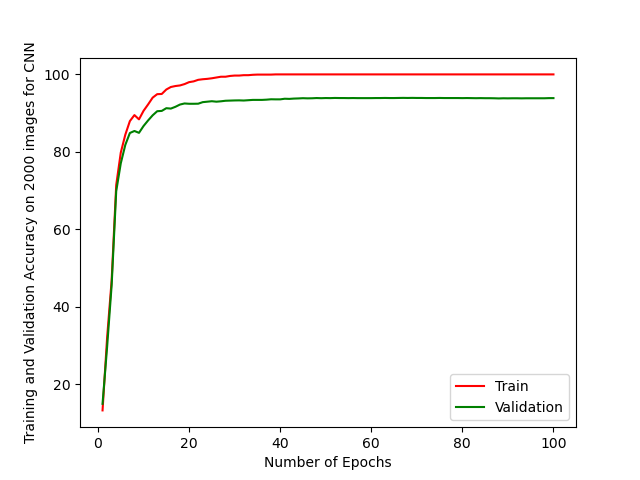 Training and Validation Accuracy on 2000 images for CNN
100
80
60
40
20
0 20 40 60 80 100
Number of Epochs
Train
Validation